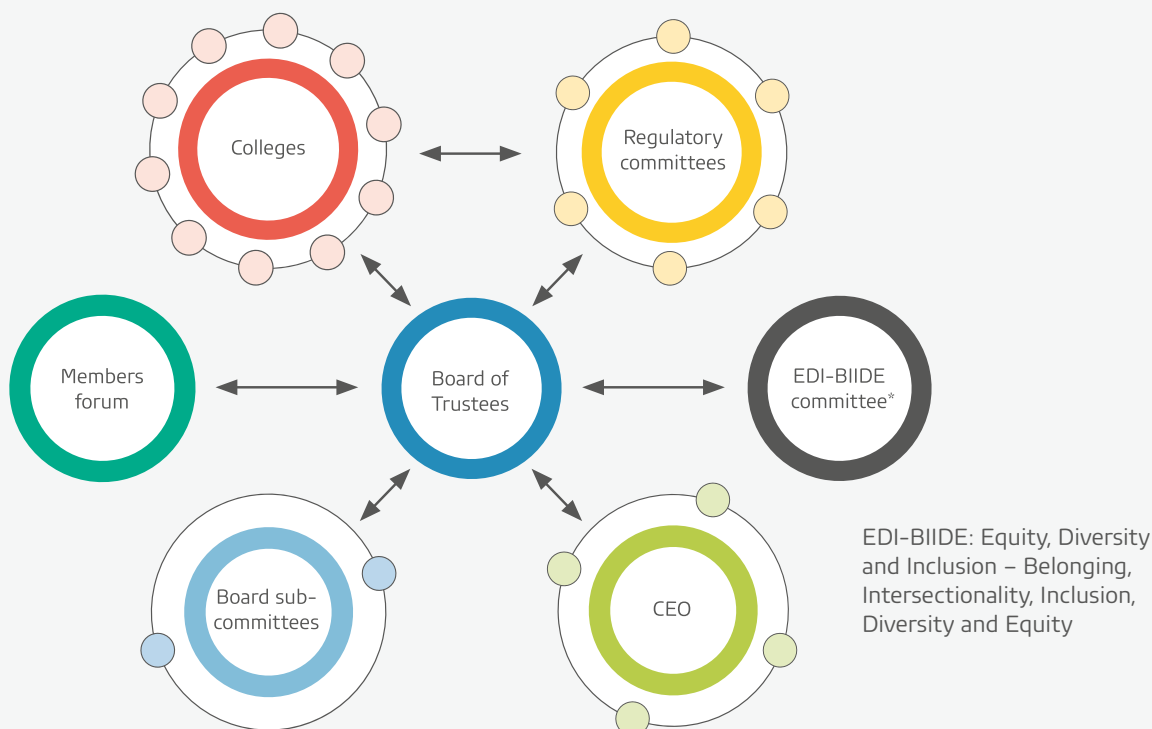 Colleges
Regulatory
committees
Members
forum
Board of
Trustees
EDI-BIIDE
committee*
Board sub-
committees
CEO
EDI-BIIDE: Equity, Diversity
and Inclusion – Belonging,
Intersectionality, Inclusion,
Diversity and Equity